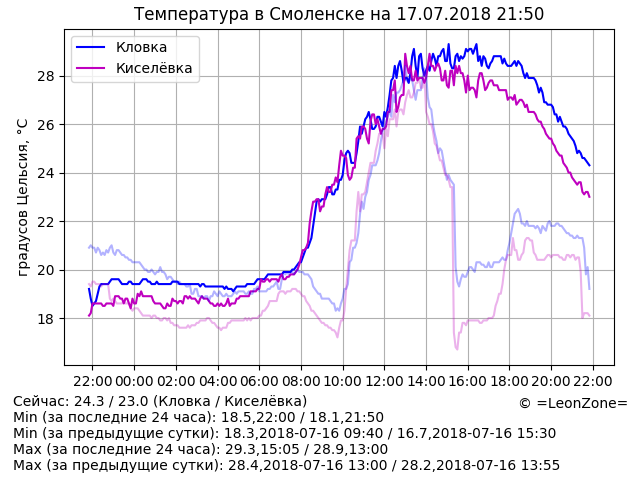 Температура в Смоленске на 17.07.2018 21:50
Кловка
Киселёвка
градусов Цельсия, °C
28
26
24
22
20
18
22:00 00:00 02:00 04:00 06:00 08:00 10:00 12:00 14:00 16:00 18:00 20:00 22:00
Сейчас: 24.3 / 23.0 (Кловка / Киселёвка)
© =LeonZone=
Min (за последние 24 часа): 18.5,22:00 / 18.1,21:50
Min (за предыдущие сутки): 18.3,2018-07-16 09:40 / 16.7,2018-07-16 15:30
Max (за последние 24 часа): 29.3,15:05 / 28.9,13:00
Max (за предыдущие сутки): 28.4,2018-07-16 13:00 / 28.2,2018-07-16 13:55